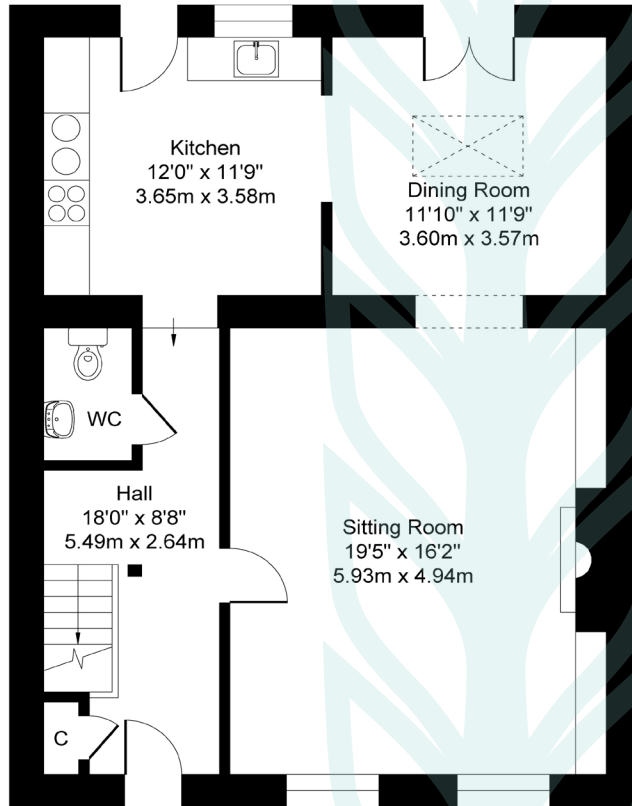 Kitchen
12'0" x 11'9"
3.65m x 3.58m
Dining Room
11'10" x 11'9"
3.60m x 3.57m
WC
Hall
18'0" x 8'8"
5.49m x 2.64m
Sitting Room
19'5" x 16'2"
5.93m x 4.94m
C